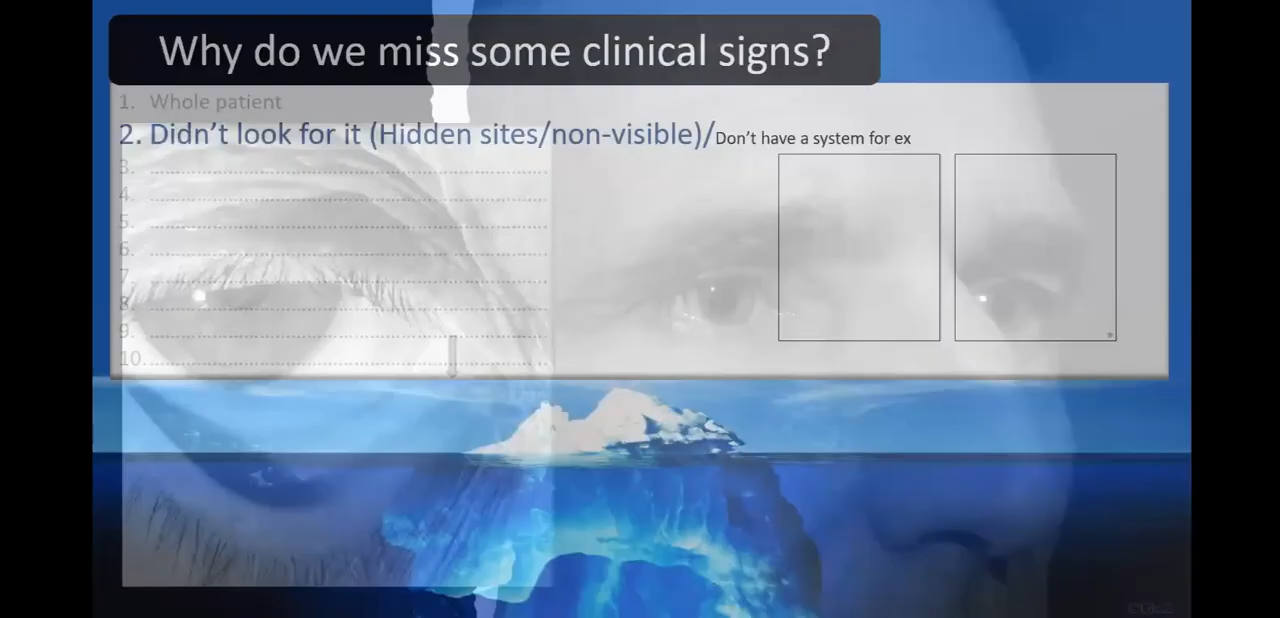 Why do we miss some clinical signs?
1. Whole patient
2. Didn't look for it (Hidden sites/non-visible)/Don't have a system for ex
3.
4.
5.
6.
7.
8.
9.
10.